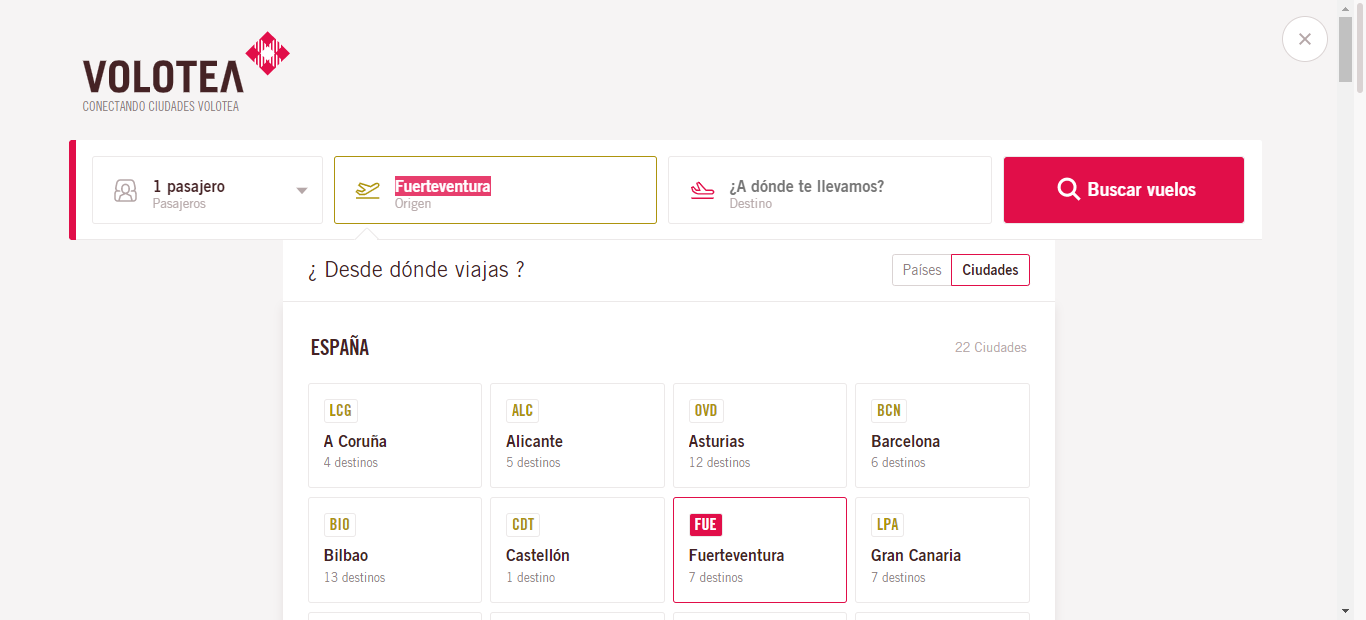 VOLOTEA
CONECTANDO CIUDADES VOLOTEA
1 pasajero
Pasajeros
Fuerteventura
Origen
¿A dónde te llevamos?
Destino
Buscar vuelos
¿ Desde dónde viajas ?
Países
Ciudades
ESPAÑA
22 Ciudades
LCG
A Coruña
4 destinos
ALC
Alicante
5 destinos
OVD
Asturias
12 destinos
BCN
Barcelona
6 destinos
BIO
Bilbao
13 destinos
CDT
Castellón
1 destino
FUE
Fuerteventura
7 destinos
LPA
Gran Canaria
7 destinos